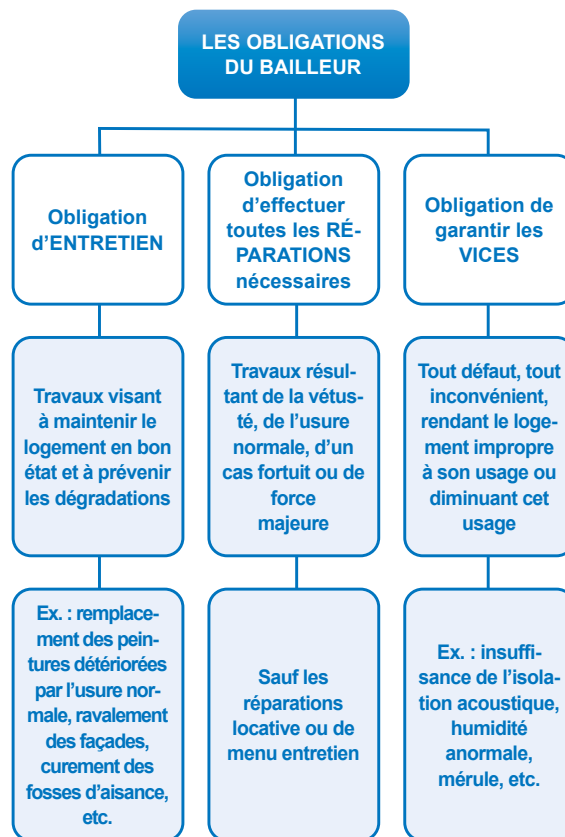 LES OBLIGATIONS
DU BAILLEUR
Obligation
d’ENTRETIEN
Obligation
d’effectuer
toutes les RÉ-
PARATIONS
nécessaires
Obligation de
garantir les
VICES
Travaux visant
à maintenir le
logement en bon
état et à prévenir
les dégradations
Travaux résul-
tant de la vétus-
té, de l’usure
normale, d’un
cas fortuit ou de
force
majeure
Tout défaut, tout
inconvénient,
rendant le loge-
ment impropre
à son usage ou
diminuant cet
usage
Ex. : remplace-
ment des pein-
tures détériorées
par l’usure nor-
male, ravalement
des façades,
curement des
fosses d’aisance,
etc.
Sauf les
réparations
locative ou de
menu entretien
Ex. : insuffi-
sance de l’isola-
tion acoustique,
humidité
anormale,
mérule, etc.